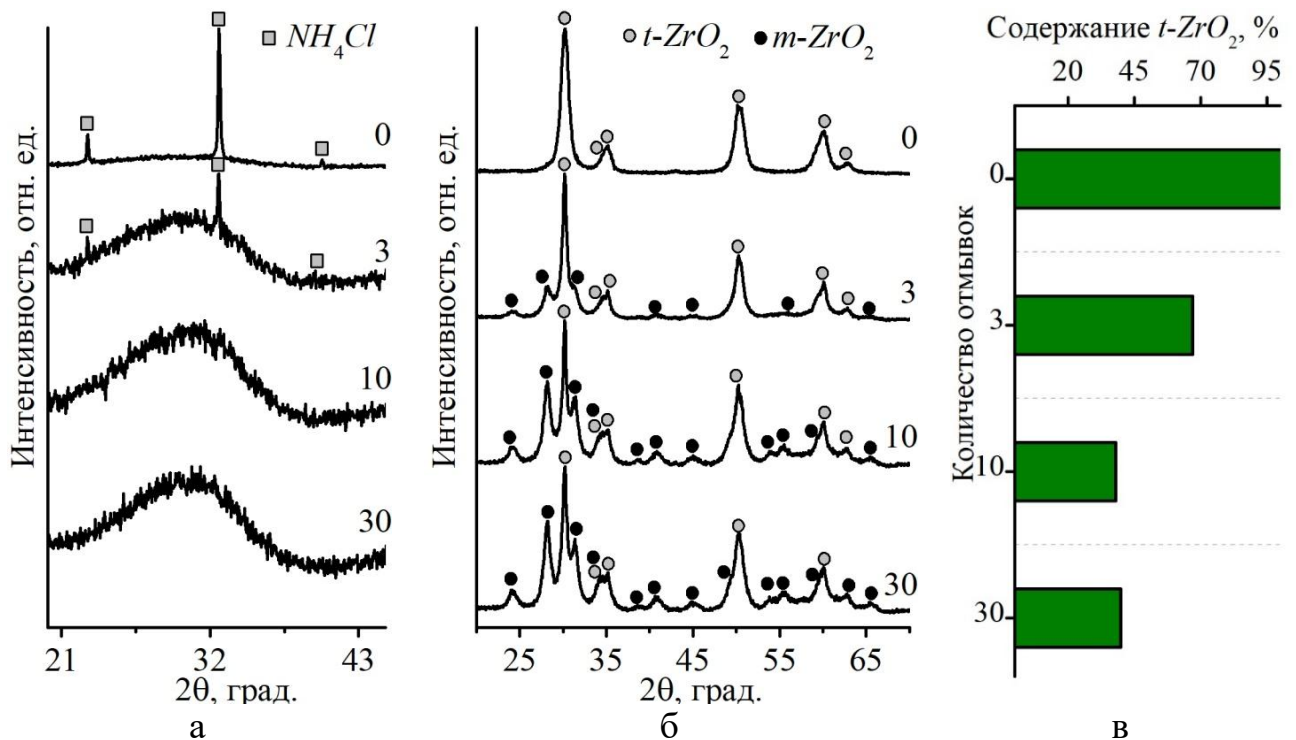 NH₄Cl
0
3
10
30
Интенсивность, отн. ед.
21 32 43
2θ, град.
а
t-ZrO₂ m-ZrO₂
0
3
10
30
Интенсивность, отн. ед.
25 35 45 55 65
2θ, град.
б
Содержание t-ZrO₂, %
20 45 70 95
Количество отмывок
0
3
10
30
в